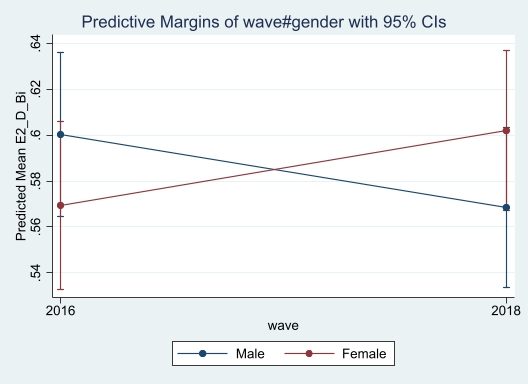 Predictive Margins of wave#gender with 95% CIs
Predicted Mean E2_D_Bi
.64
.62
.6
.58
.56
.54
2016
2018
wave
Male
Female